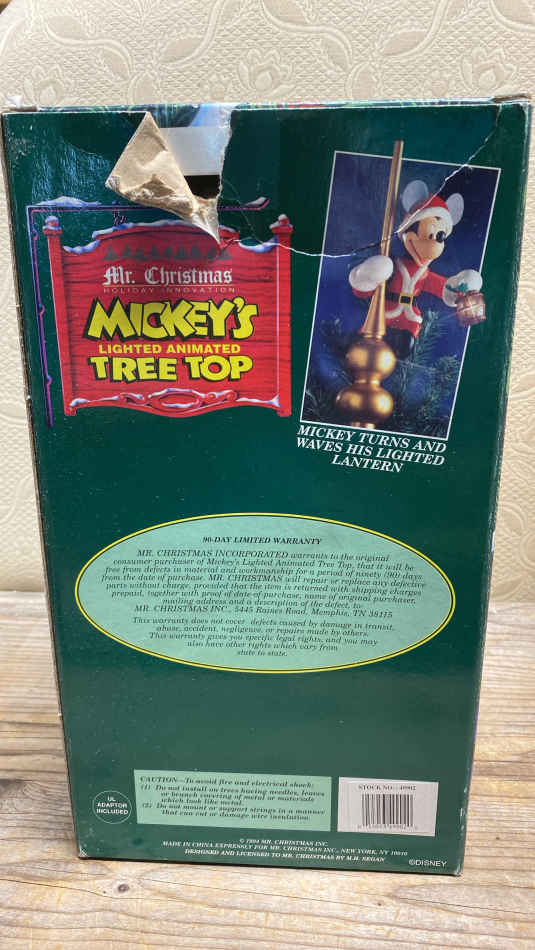 Mr. Christmas
HOLIDAY INNOVATION
MICKEY'S
LIGHTED ANIMATED
TREE TOP
MICKEY TURNS AND
WAVES HIS LIGHTED
LANTERN
90-DAY LIMITED WARRANTY
MR. CHRISTMAS INCORPORATED warrants to the original
consumer purchaser of Mickey's Lighted Animated Tree Top, that it will be
free from defects in material and workmanship for a period of ninety (90) days
from the date of purchase. MR. CHRISTMAS will repair or replace any defective
parts without charge, provided that the item is returned with shipping charges
prepaid, together with proof of date of purchase, name of original purchaser,
mailing address and a description of the defect, to:
MR. CHRISTMAS INC., 5445 Raines Road, Memphis, TN 38115
This warranty does not cover defects caused by damage in transit,
abuse, accident, negligence, or repairs made by others.
This warranty gives you specific legal rights, and you may
also have other rights which vary from
state to state.
UL
ADAPTOR
INCLUDED
CAUTION—To avoid fire and electrical shock:
(1) Do not install on trees having needles, leaves
or branch covering of metal or materials
which look like metal.
(2) Do not mount or support strings in a manner
that can cut or damage wire insulation.
STOCK NO.: 49902
© 1994 MR. CHRISTMAS INC.
MADE IN CHINA EXPRESSLY FOR MR. CHRISTMAS INC., NEW YORK, NY 10010
DESIGNED AND LICENSED TO MR. CHRISTMAS BY M.H. SEGAN
©DISNEY